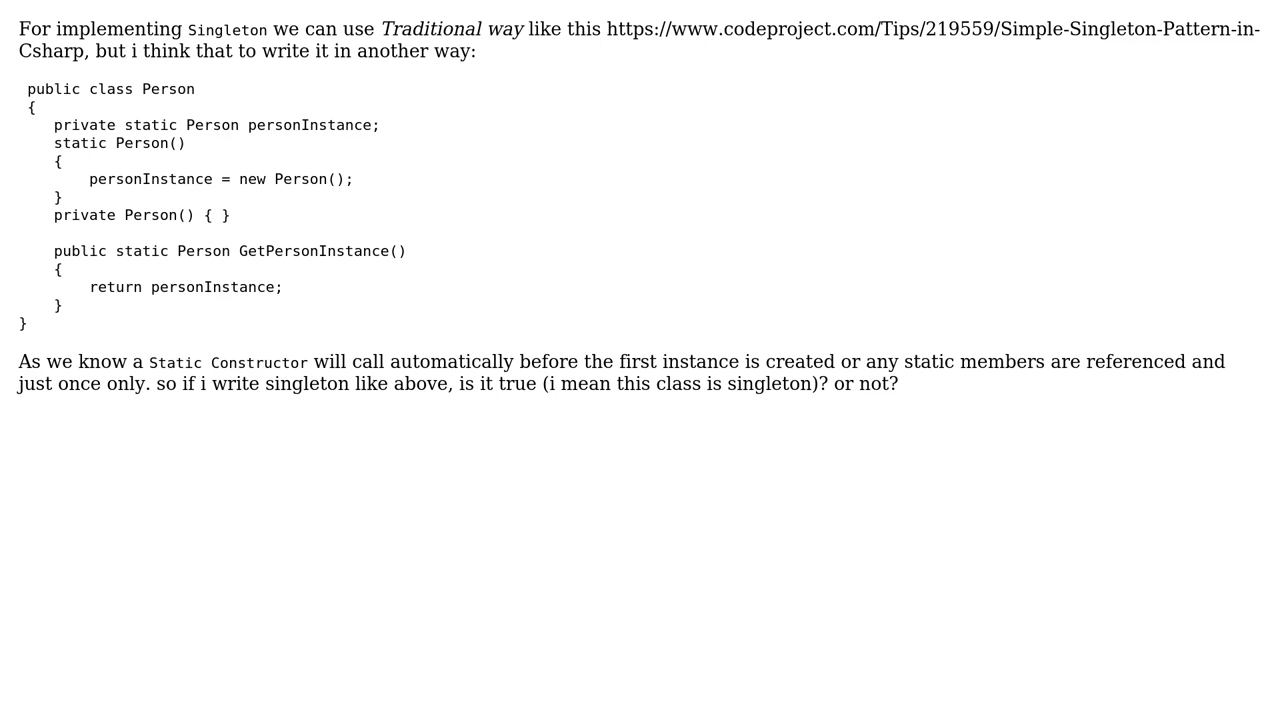 For implementing Singleton we can use Traditional way like this https://www.codeproject.com/Tips/219559/Simple-Singleton-Pattern-in-
Csharp, but i think that to write it in another way:
public class Person
{
private static Person personInstance;
static Person()
{
personInstance = new Person();
}
private Person() { }
public static Person GetPersonInstance()
{
return personInstance;
}
}
As we know a Static Constructor will call automatically before the first instance is created or any static members are referenced and
just once only. so if i write singleton like above, is it true (i mean this class is singleton)? or not?